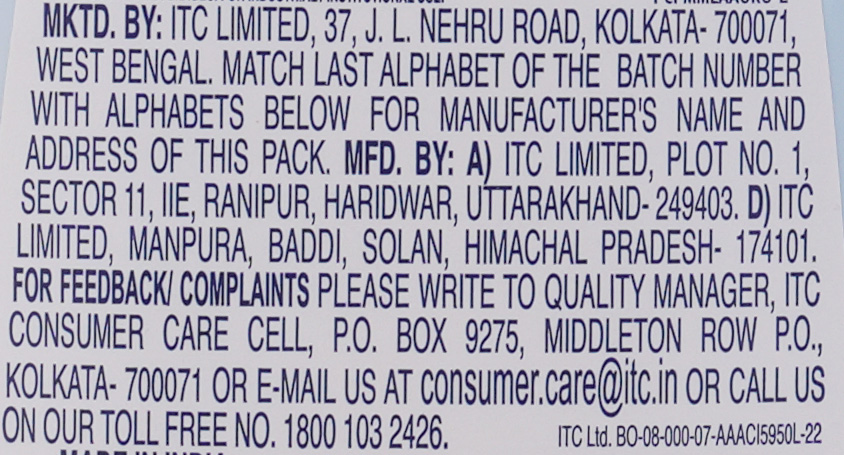 MKTD. BY: ITC LIMITED, 37, J. L. NEHRU ROAD, KOLKATA- 700071,
WEST BENGAL. MATCH LAST ALPHABET OF THE BATCH NUMBER
WITH ALPHABETS BELOW FOR MANUFACTURER'S NAME AND
ADDRESS OF THIS PACK. MFD. BY: A) ITC LIMITED, PLOT NO. 1,
SECTOR 11, IIE, RANIPUR, HARIDWAR, UTTARAKHAND- 249403. D) ITC
LIMITED, MANPURA, BADDI, SOLAN, HIMACHAL PRADESH- 174101.
FOR FEEDBACK/ COMPLAINTS PLEASE WRITE TO QUALITY MANAGER, ITC
CONSUMER CARE CELL, P.O. BOX 9275, MIDDLETON ROW P.O.,
KOLKATA- 700071 OR E-MAIL US AT consumer.care@itc.in OR CALL US
ON OUR TOLL FREE NO. 1800 103 2426. ITC Ltd. BO-08-000-07-AAACI5950L-22
MADE IN INDIA